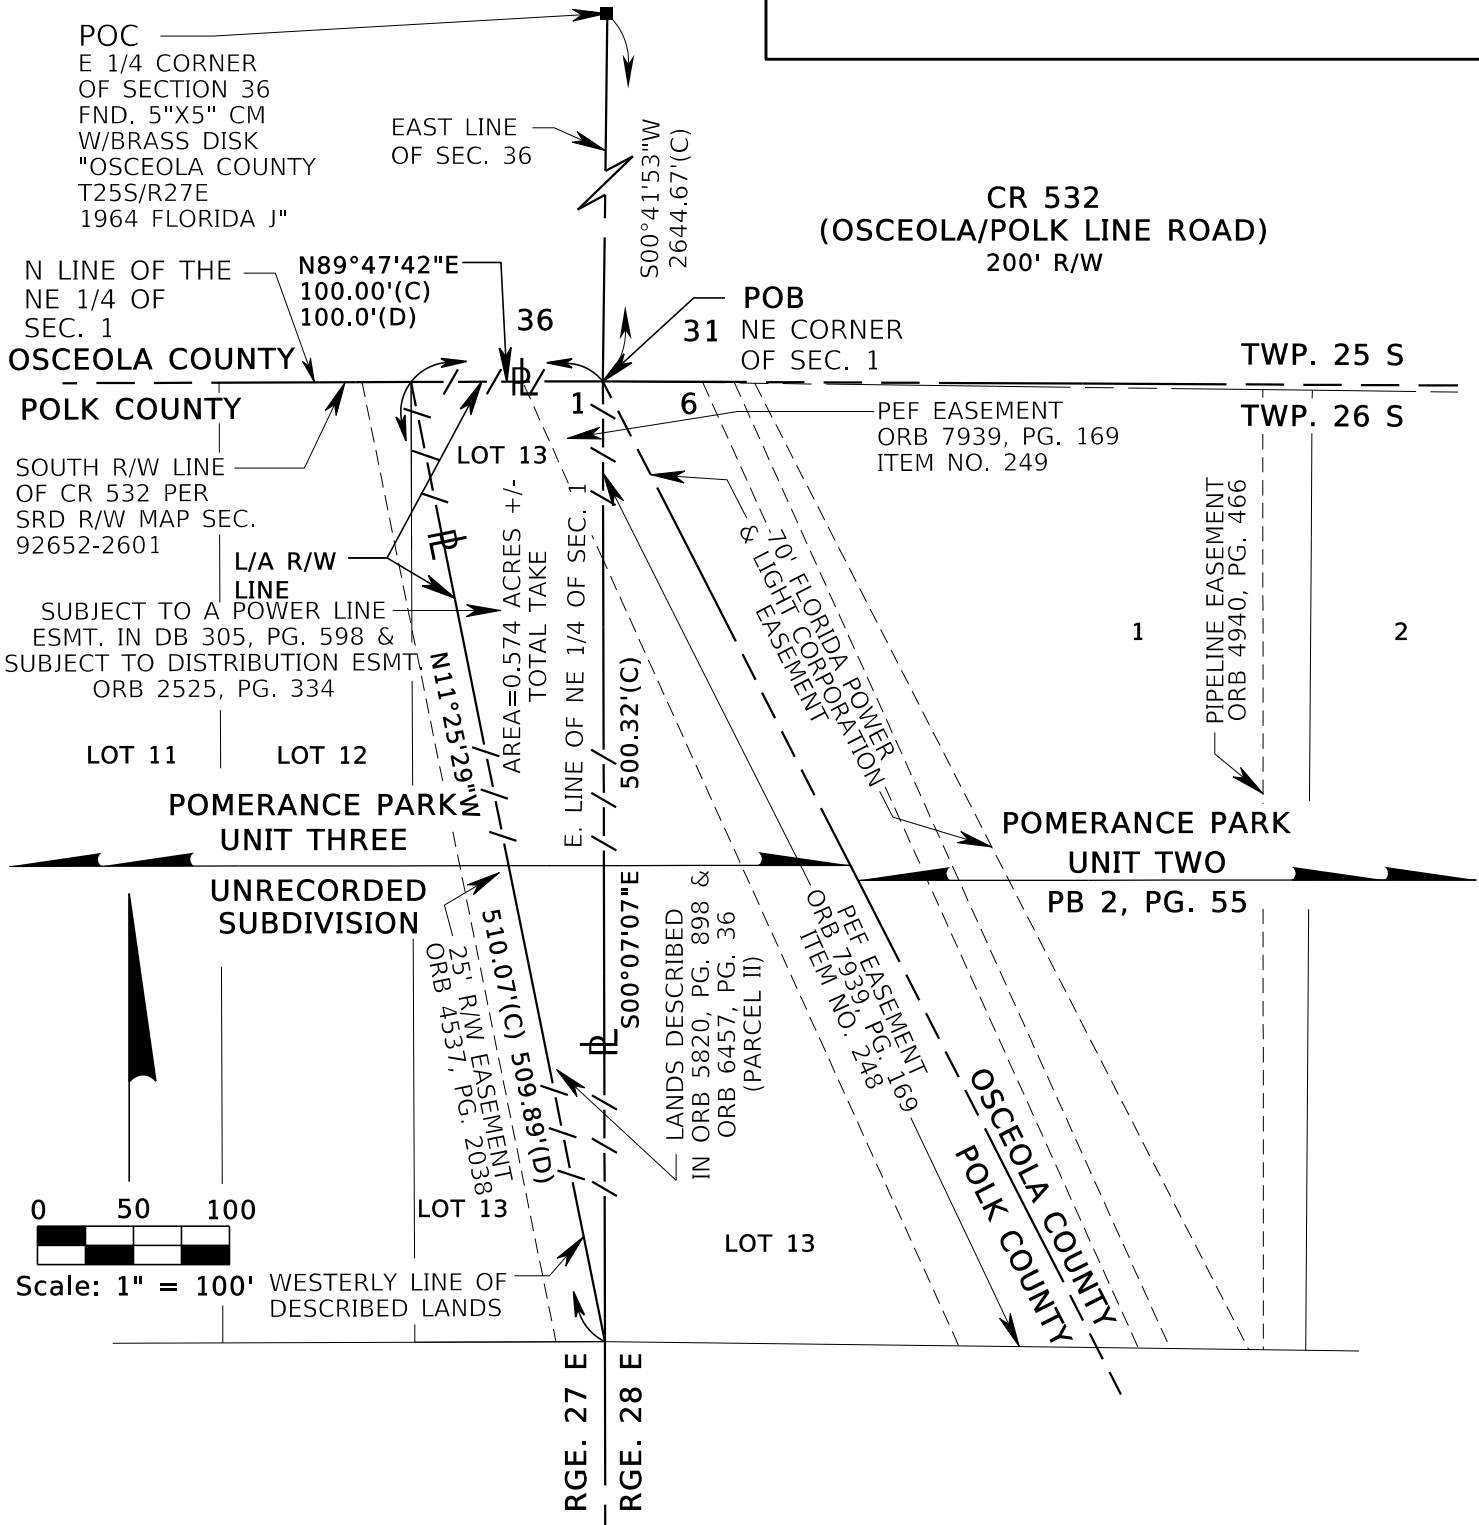 POC
E 1/4 CORNER
OF SECTION 36
FND. 5"X5" CM
W/BRASS DISK
"OSCEOLA COUNTY
T25S/R27E
1964 FLORIDA J"
EAST LINE
OF SEC. 36
S00°41'53"W
2644.67'(C)
CR 532
(OSCEOLA/POLK LINE ROAD)
200' R/W
N LINE OF THE
NE 1/4 OF
SEC. 1
N89°47'42"E
100.00'(C)
100.0'(D)
36
31
POB
NE CORNER
OF SEC. 1
OSCEOLA COUNTY
POLK COUNTY
TWP. 25 S
TWP. 26 S
PL
1
6
PEF EASEMENT
ORB 7939, PG. 169
ITEM NO. 249
LOT 13
SOUTH R/W LINE
OF CR 532 PER
SRD R/W MAP SEC.
92652-2601
L/A R/W
LINE
PL
SUBJECT TO A POWER LINE
ESMT. IN DB 305, PG. 598 &
SUBJECT TO DISTRIBUTION ESMT.
ORB 2525, PG. 334
AREA=0.574 ACRES +/-
TOTAL TAKE
E. LINE OF NE 1/4 OF SEC. 1
70' FLORIDA POWER
& LIGHT CORPORATION
EASEMENT
PIPELINE EASEMENT
ORB 4940, PG. 466
1
2
N11°25'29"W
510.07'(C) 509.89'(D)
500.32'(C)
S00°07'07"E
LOT 11
LOT 12
POMERANCE PARK
UNIT THREE
UNRECORDED
SUBDIVISION
POMERANCE PARK
UNIT TWO
PB 2, PG. 55
25' R/W EASEMENT
ORB 4537, PG. 2038
PL
LANDS DESCRIBED
IN ORB 5820, PG. 898 &
ORB 6457, PG. 36
(PARCEL II)
PEF EASEMENT
ORB 7939, PG. 169
ITEM NO. 248
OSCEOLA COUNTY
POLK COUNTY
0 50 100
Scale: 1" = 100'
LOT 13
LOT 13
WESTERLY LINE OF
DESCRIBED LANDS
RGE. 27 E
RGE. 28 E